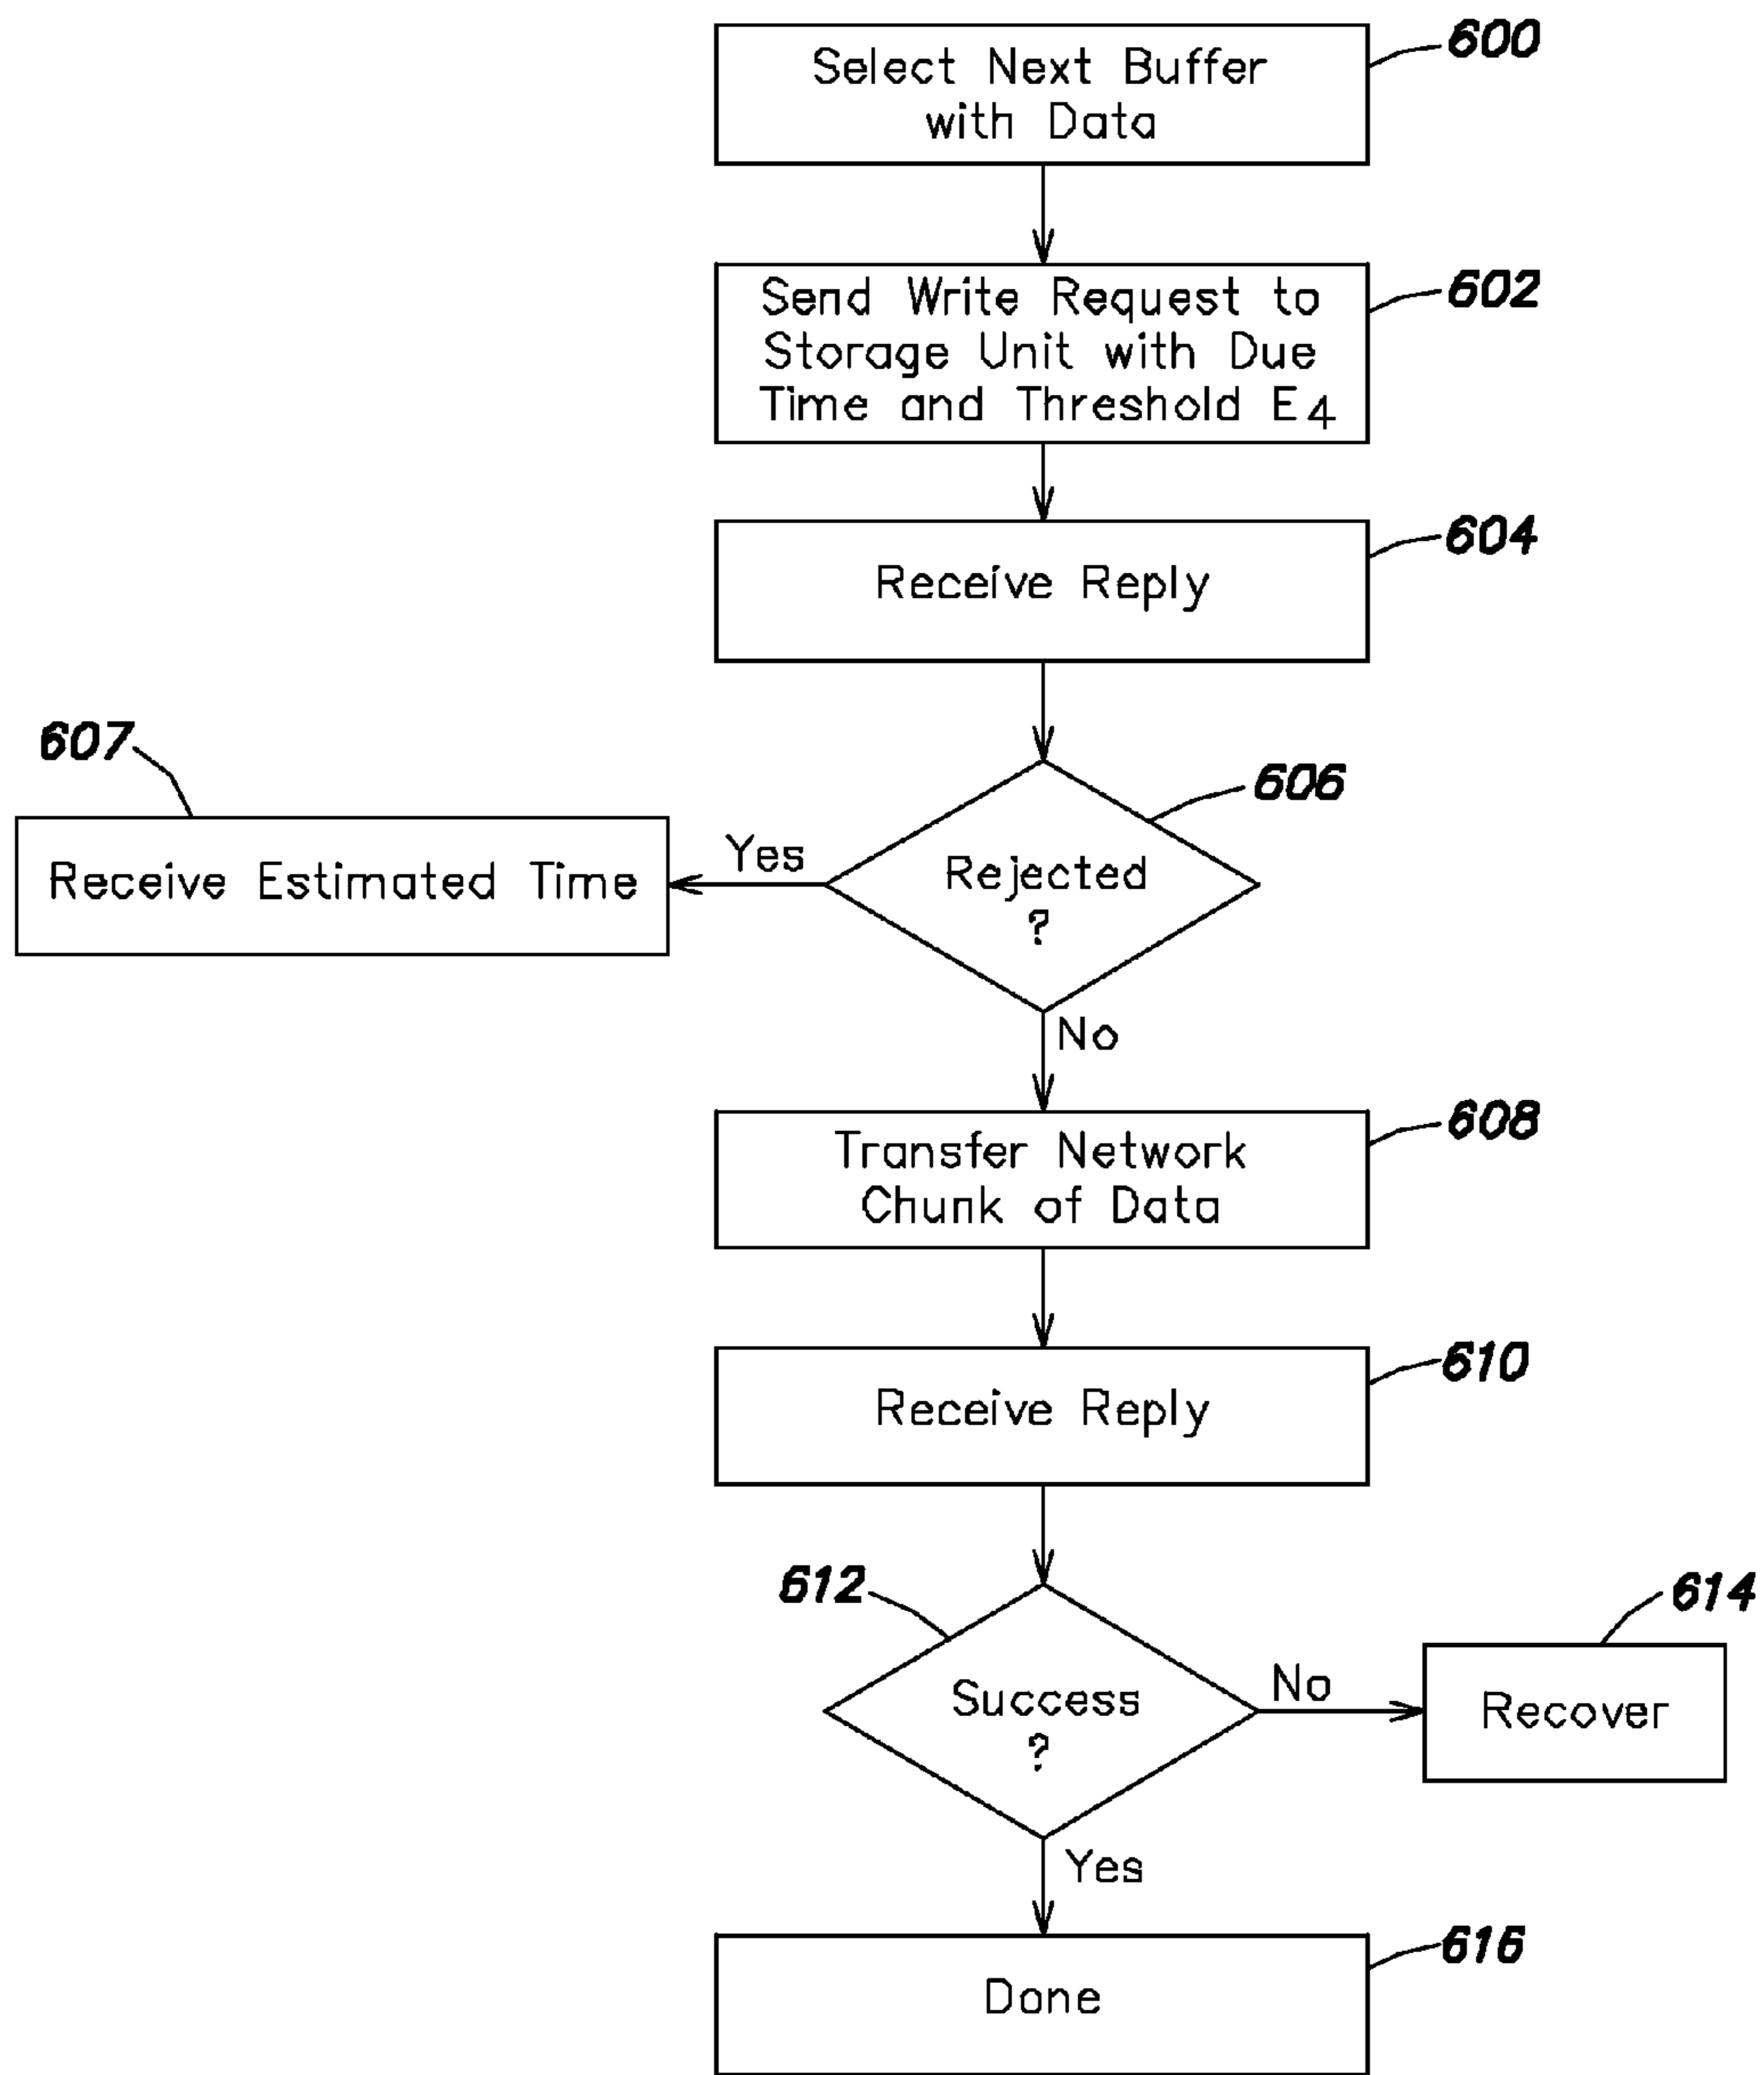 600
Select Next Buffer
with Data
602
Send Write Request to
Storage Unit with Due
Time and Threshold E4
604
Receive Reply
607
606
Yes
Receive Estimated Time
Rejected
?
No
608
Transfer Network
Chunk of Data
610
Receive Reply
612
614
Success
?
No
Recover
Yes
616
Done